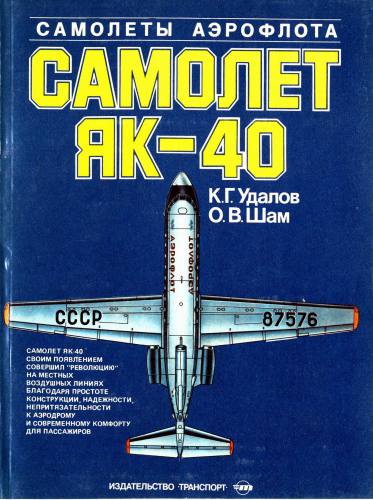 САМОЛЕТЫ АЭРОФЛОТА
САМОЛЕТ
ЯК-40
К.Г. Удалов
О.В. Шам
АЭРОФЛОТ
АЭРОФЛОТ
СССР
87576
САМОЛЕТ ЯК-40
СВОИМ ПОЯВЛЕНИЕМ
СОВЕРШИЛ "РЕВОЛЮЦИЮ"
НА МЕСТНЫХ
ВОЗДУШНЫХ ЛИНИЯХ
БЛАГОДАРЯ ПРОСТОТЕ
КОНСТРУКЦИИ, НАДЕЖНОСТИ,
НЕПРИТЯЗАТЕЛЬНОСТИ
К АЭРОДРОМУ
И СОВРЕМЕННОМУ КОМФОРТУ
ДЛЯ ПАССАЖИРОВ
ИЗДАТЕЛЬСТВО ·ТРАНСПОРТ·